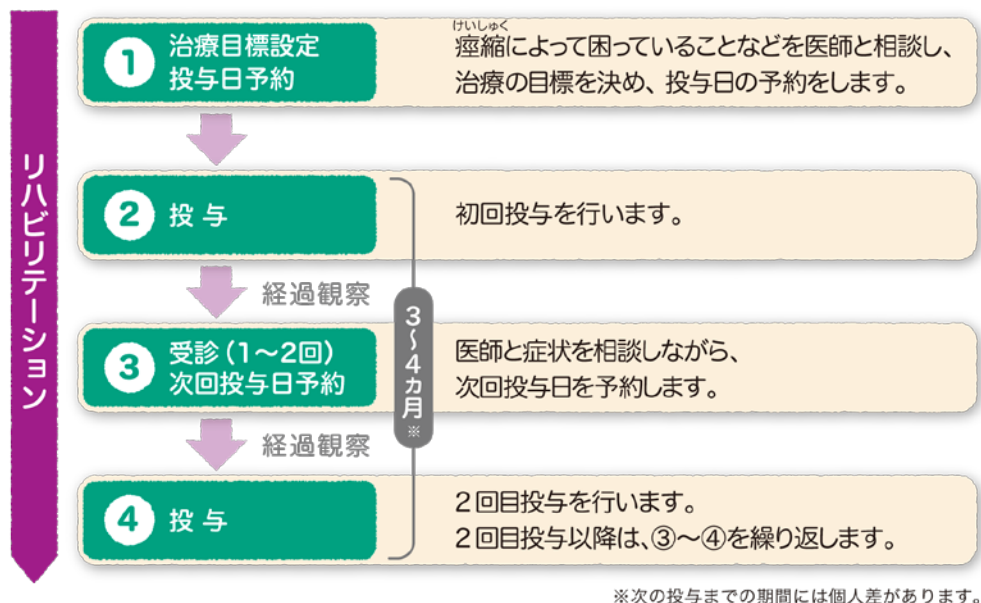 リハビリテーション
1 治療目標設定
投与日予約
けいしゅく
痙縮によって困っていることなどを医師と相談し、
治療の目標を決め、投与日の予約をします。
2 投与
初回投与を行います。
経過観察
3〜4ヵ月※
3 受診(1〜2回)
次回投与日予約
医師と症状を相談しながら、
次回投与日を予約します。
経過観察
4 投与
2回目投与を行います。
2回目投与以降は、③〜④を繰り返します。
※次の投与までの期間には個人差があります。